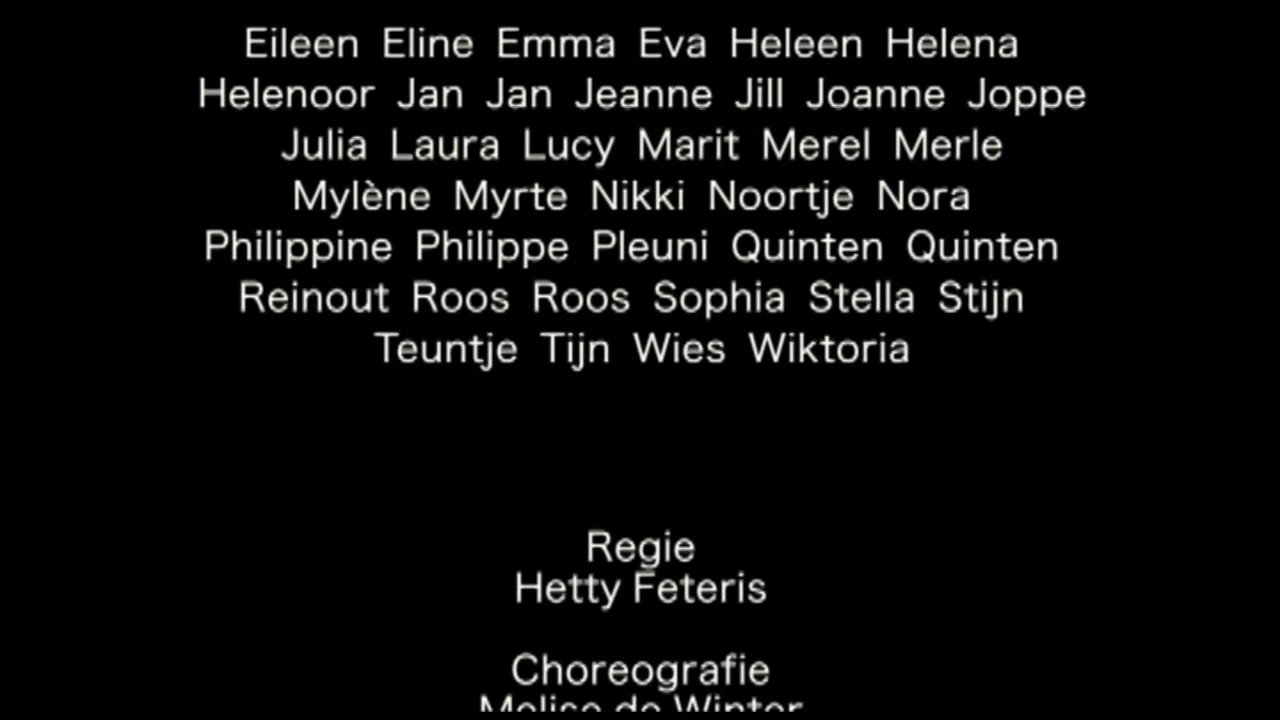 Eileen Eline Emma Eva Heleen Helena
Helenoor Jan Jan Jeanne Jill Joanne Joppe
Julia Laura Lucy Marit Merel Merle
Mylène Myrte Nikki Noortje Nora
Philippine Philippe Pleuni Quinten Quinten
Reinout Roos Roos Sophia Stella Stijn
Teuntje Tijn Wies Wiktoria
Regie
Hetty Feteris
Choreografie
de Winter